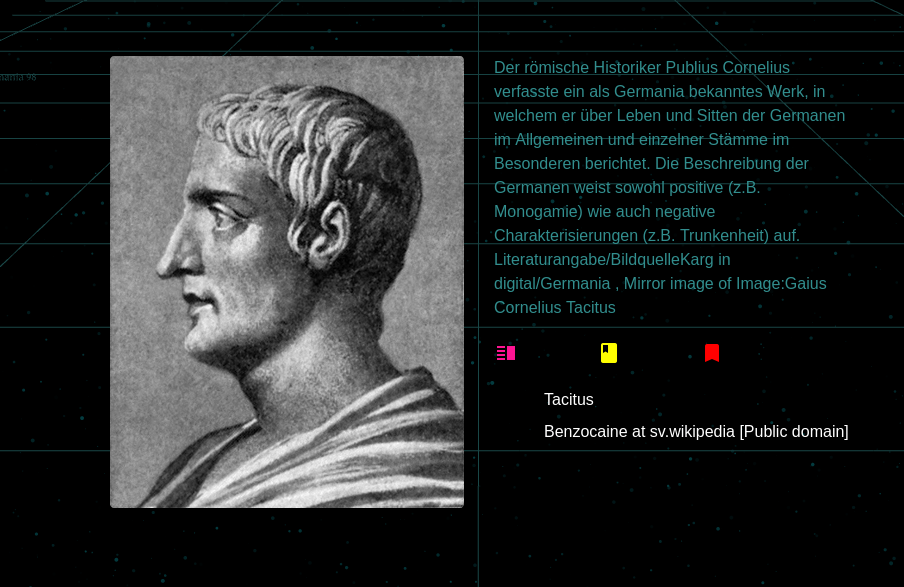 Der römische Historiker Publius Cornelius
verfasste ein als Germania bekanntes Werk, in
welchem er über Leben und Sitten der Germanen
im Allgemeinen und einzelner Stämme im
Besonderen berichtet. Die Beschreibung der
Germanen weist sowohl positive (z.B.
Monogamie) wie auch negative
Charakterisierungen (z.B. Trunkenheit) auf.
Literaturangabe/BildquelleKarg in
digital/Germania , Mirror image of Image:Gaius
Cornelius Tacitus
Tacitus
Benzocaine at sv.wikipedia [Public domain]